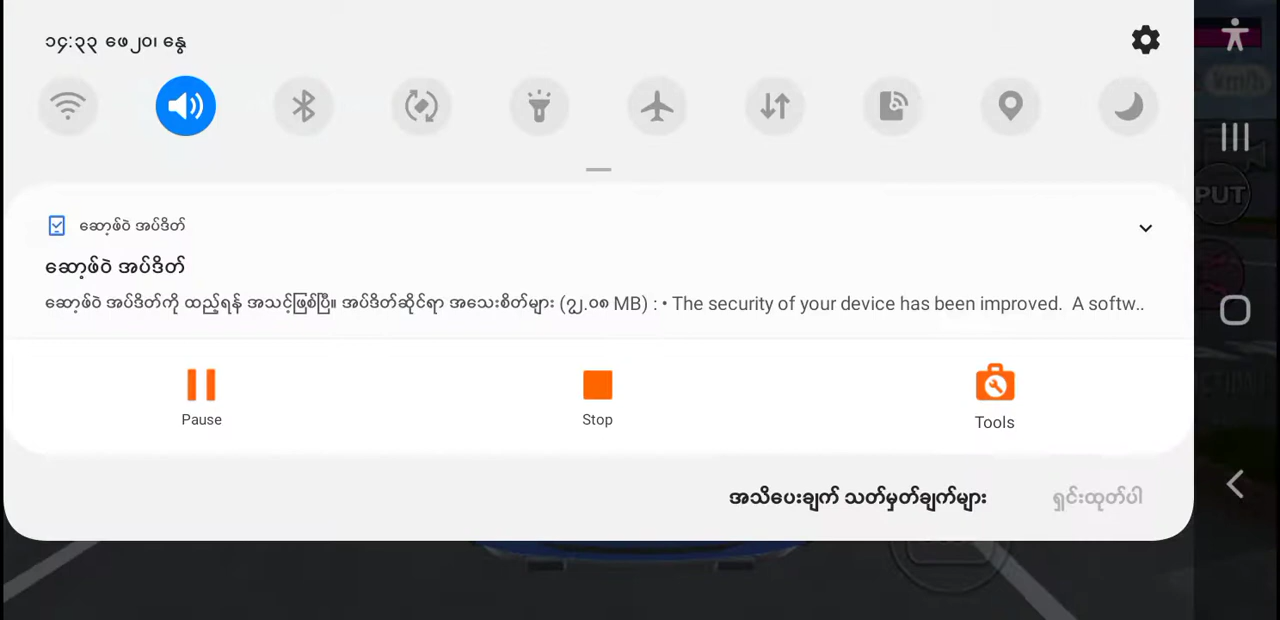 ၁၄:၃၃ ဖေ၂၀၊ နွေ
km/h
PUT
ဆော့ဖ်ဝဲ အပ်ဒိတ်
ဆော့ဖ်ဝဲ အပ်ဒိတ်
ဆော့ဖ်ဝဲ အပ်ဒိတ်ကို ထည့်ရန် အသင့်ဖြစ်ပြီ။ အပ်ဒိတ်ဆိုင်ရာ အသေးစိတ်များ (၇၂.၀၈ MB) : • The security of your device has been improved. A softw..
Pause
Stop
Tools
အသိပေးချက် သတ်မှတ်ချက်များ
ရှင်းထုတ်ပါ